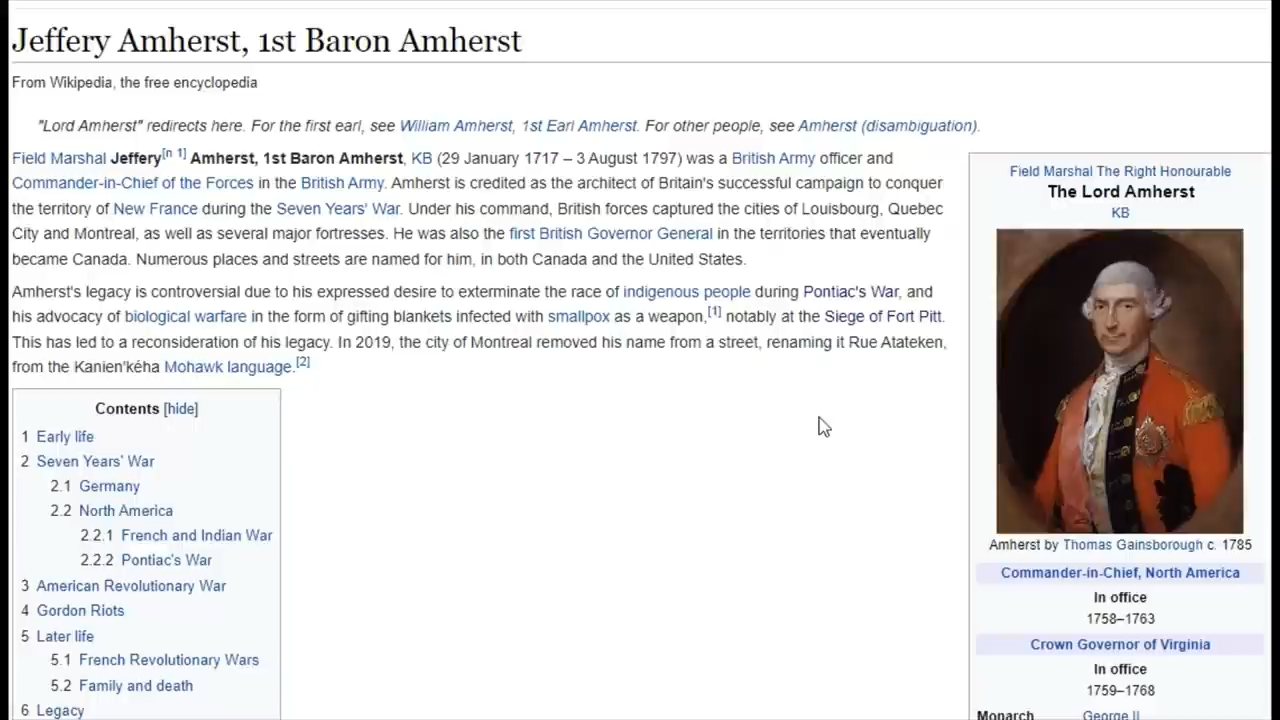 Jeffery Amherst, 1st Baron Amherst
From Wikipedia, the free encyclopedia
"Lord Amherst" redirects here. For the first earl, see William Amherst, 1st Earl Amherst. For other people, see Amherst (disambiguation).
Field Marshal Jeffery[n 1] Amherst, 1st Baron Amherst, KB (29 January 1717 – 3 August 1797) was a British Army officer and
Commander-in-Chief of the Forces in the British Army. Amherst is credited as the architect of Britain's successful campaign to conquer
the territory of New France during the Seven Years' War. Under his command, British forces captured the cities of Louisbourg, Quebec
City and Montreal, as well as several major fortresses. He was also the first British Governor General in the territories that eventually
became Canada. Numerous places and streets are named for him, in both Canada and the United States.
Amherst's legacy is controversial due to his expressed desire to exterminate the race of indigenous people during Pontiac's War, and
his advocacy of biological warfare in the form of gifting blankets infected with smallpox as a weapon,[1] notably at the Siege of Fort Pitt.
This has led to a reconsideration of his legacy. In 2019, the city of Montreal removed his name from a street, renaming it Rue Atateken,
from the Kanien'kéha Mohawk language.[2]
Contents [hide]
1 Early life
2 Seven Years' War
2.1 Germany
2.2 North America
2.2.1 French and Indian War
2.2.2 Pontiac's War
3 American Revolutionary War
4 Gordon Riots
5 Later life
5.1 French Revolutionary Wars
5.2 Family and death
6 Legacy
Field Marshal The Right Honourable
The Lord Amherst
KB
Amherst by Thomas Gainsborough c. 1785
Commander-in-Chief, North America
In office
1758–1763
Crown Governor of Virginia
In office
1759–1768
Monarch George II